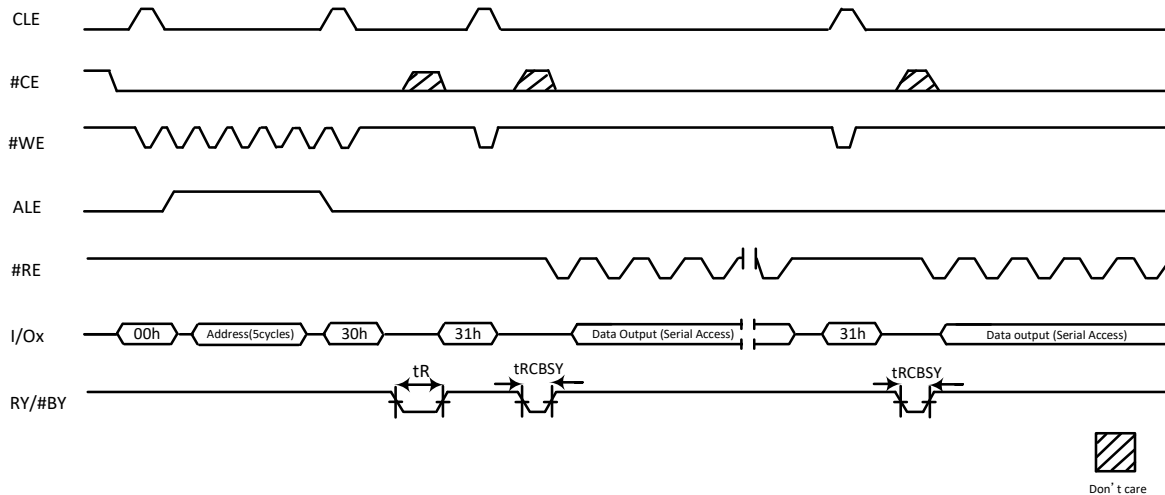 CLE
#CE
#WE
ALE
#RE
I/Ox 00h Address(5cycles) 30h 31h Data Output (Serial Access) 31h Data output (Serial Access)
tR tRCBSY tRCBSY
RY/#BY
Don't care